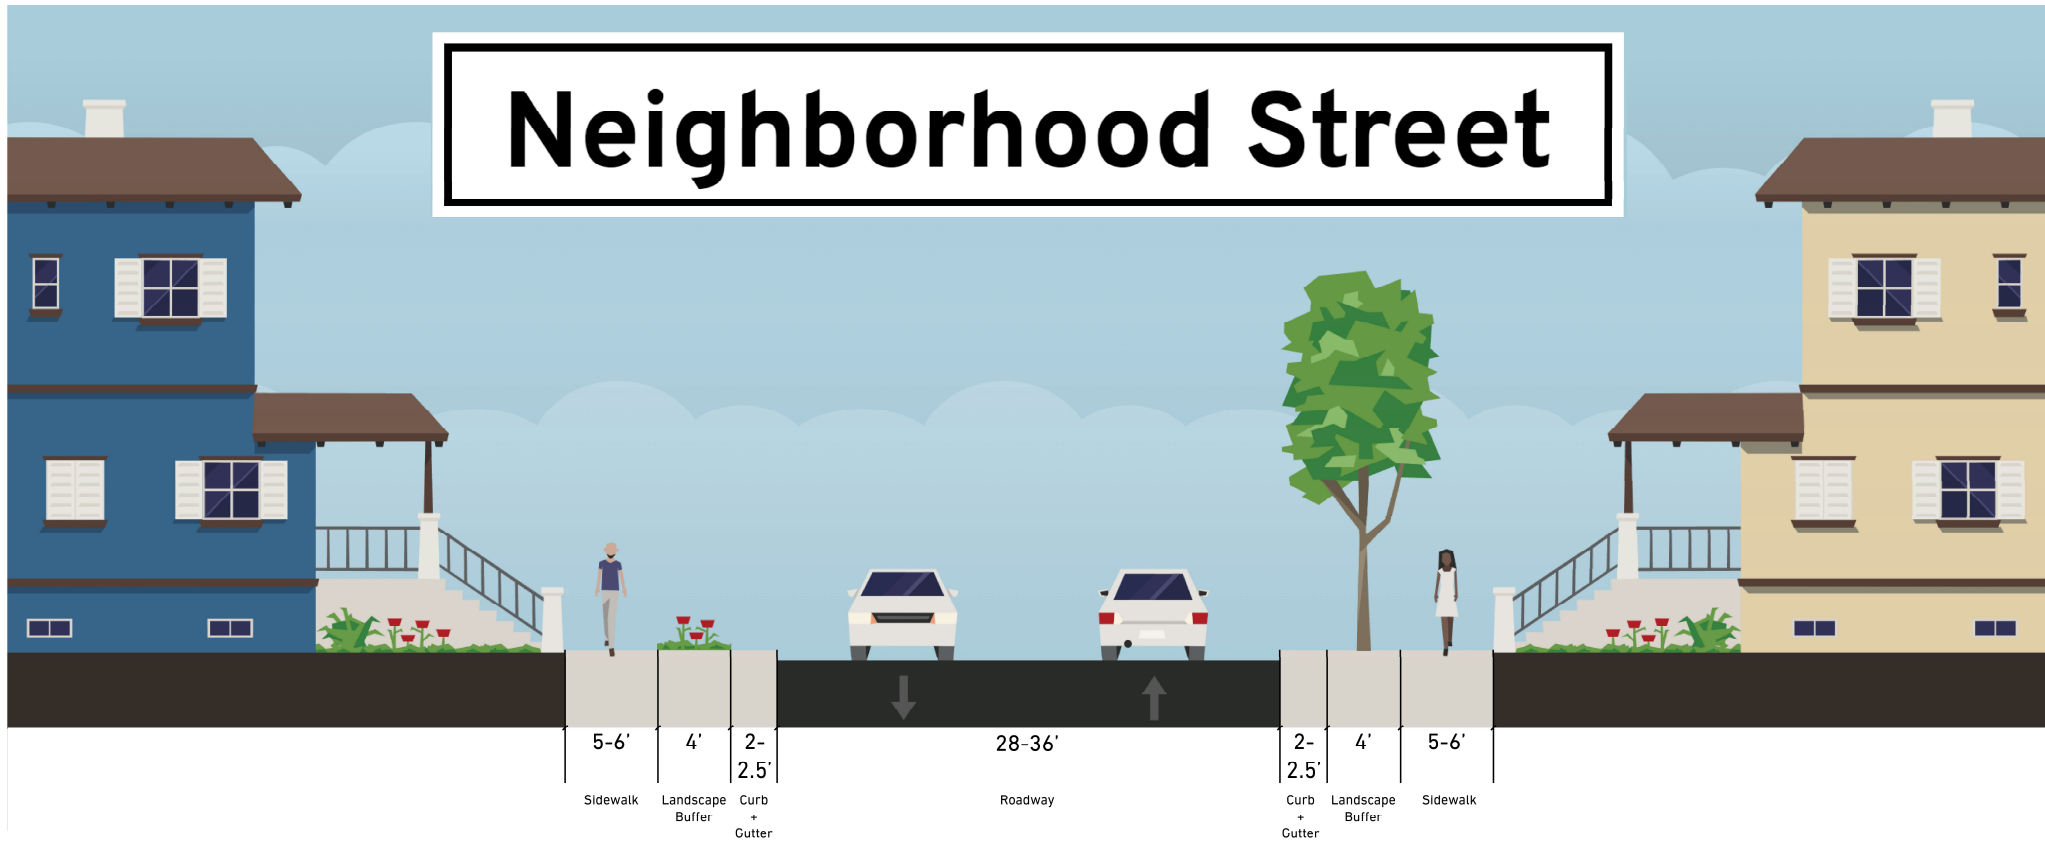 Neighborhood Street
5-6’ 4’ 2- 28-36’ 2- 4’ 5-6’
2.5’ 2.5’
Sidewalk Landscape Curb Roadway Curb Landscape Sidewalk
Buffer + + Buffer
Gutter Gutter